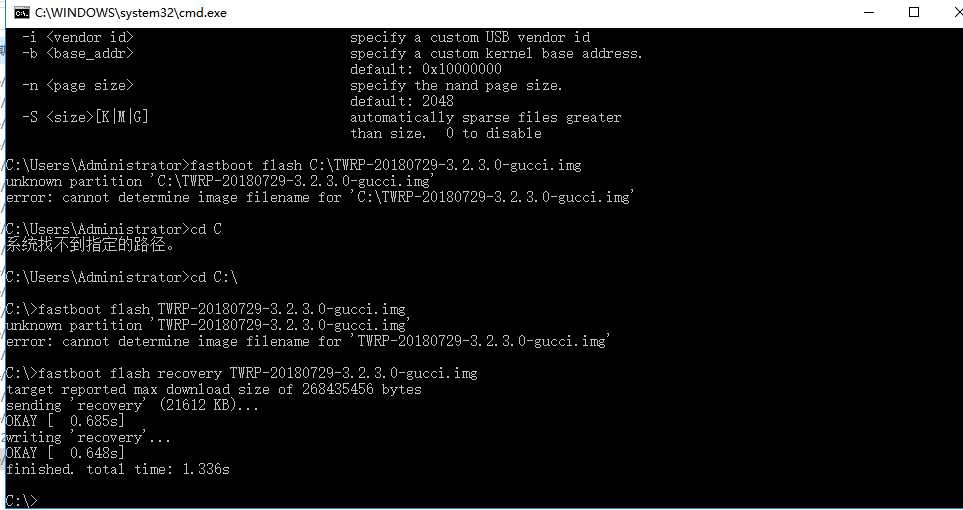 C:\WINDOWS\system32\cmd.exe
-i <vendor id> specify a custom USB vendor id
-b <base_addr> specify a custom kernel base address.
default: 0x10000000
-n <page size> specify the nand page size.
default: 2048
-S <size>[K|M|G] automatically sparse files greater
than size. 0 to disable
C:\Users\Administrator>fastboot flash C:\TWRP-20180729-3.2.3.0-gucci.img
unknown partition 'C:\TWRP-20180729-3.2.3.0-gucci.img'
error: cannot determine image filename for 'C:\TWRP-20180729-3.2.3.0-gucci.img'
C:\Users\Administrator>cd C
系统找不到指定的路径。
C:\Users\Administrator>cd C:\
C:\>fastboot flash TWRP-20180729-3.2.3.0-gucci.img
unknown partition 'TWRP-20180729-3.2.3.0-gucci.img'
error: cannot determine image filename for 'TWRP-20180729-3.2.3.0-gucci.img'
C:\>fastboot flash recovery TWRP-20180729-3.2.3.0-gucci.img
target reported max download size of 268435456 bytes
sending 'recovery' (21612 KB)...
OKAY [  0.685s]
writing 'recovery'...
OKAY [  0.648s]
finished. total time: 1.336s
C:\>